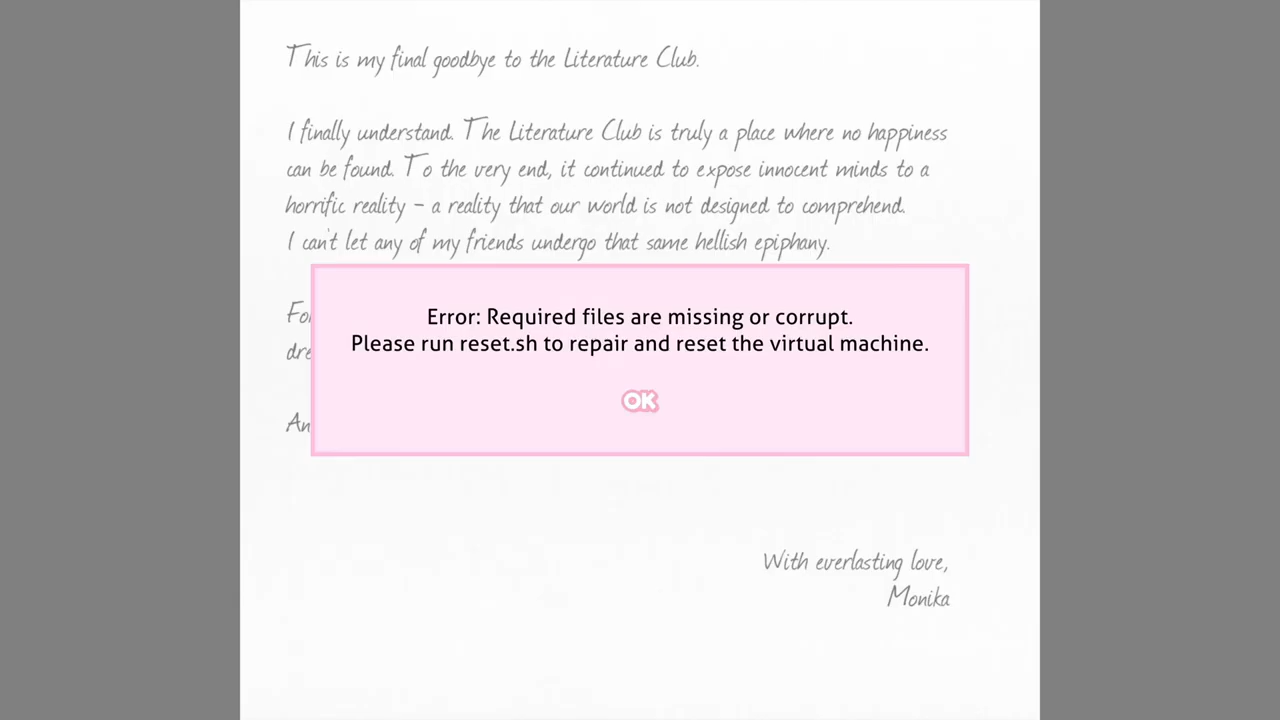 This is my final goodbye to the Literature Club.
I finally understand. The Literature Club is truly a place where no happiness
can be found. To the very end, it continued to expose innocent minds to a
horrific reality - a reality that our world is not designed to comprehend.
I can't let any of my friends undergo that same hellish epiphany.
Error: Required files are missing or corrupt.
Please run reset.sh to repair and reset the virtual machine.
OK
With everlasting love,
Monika